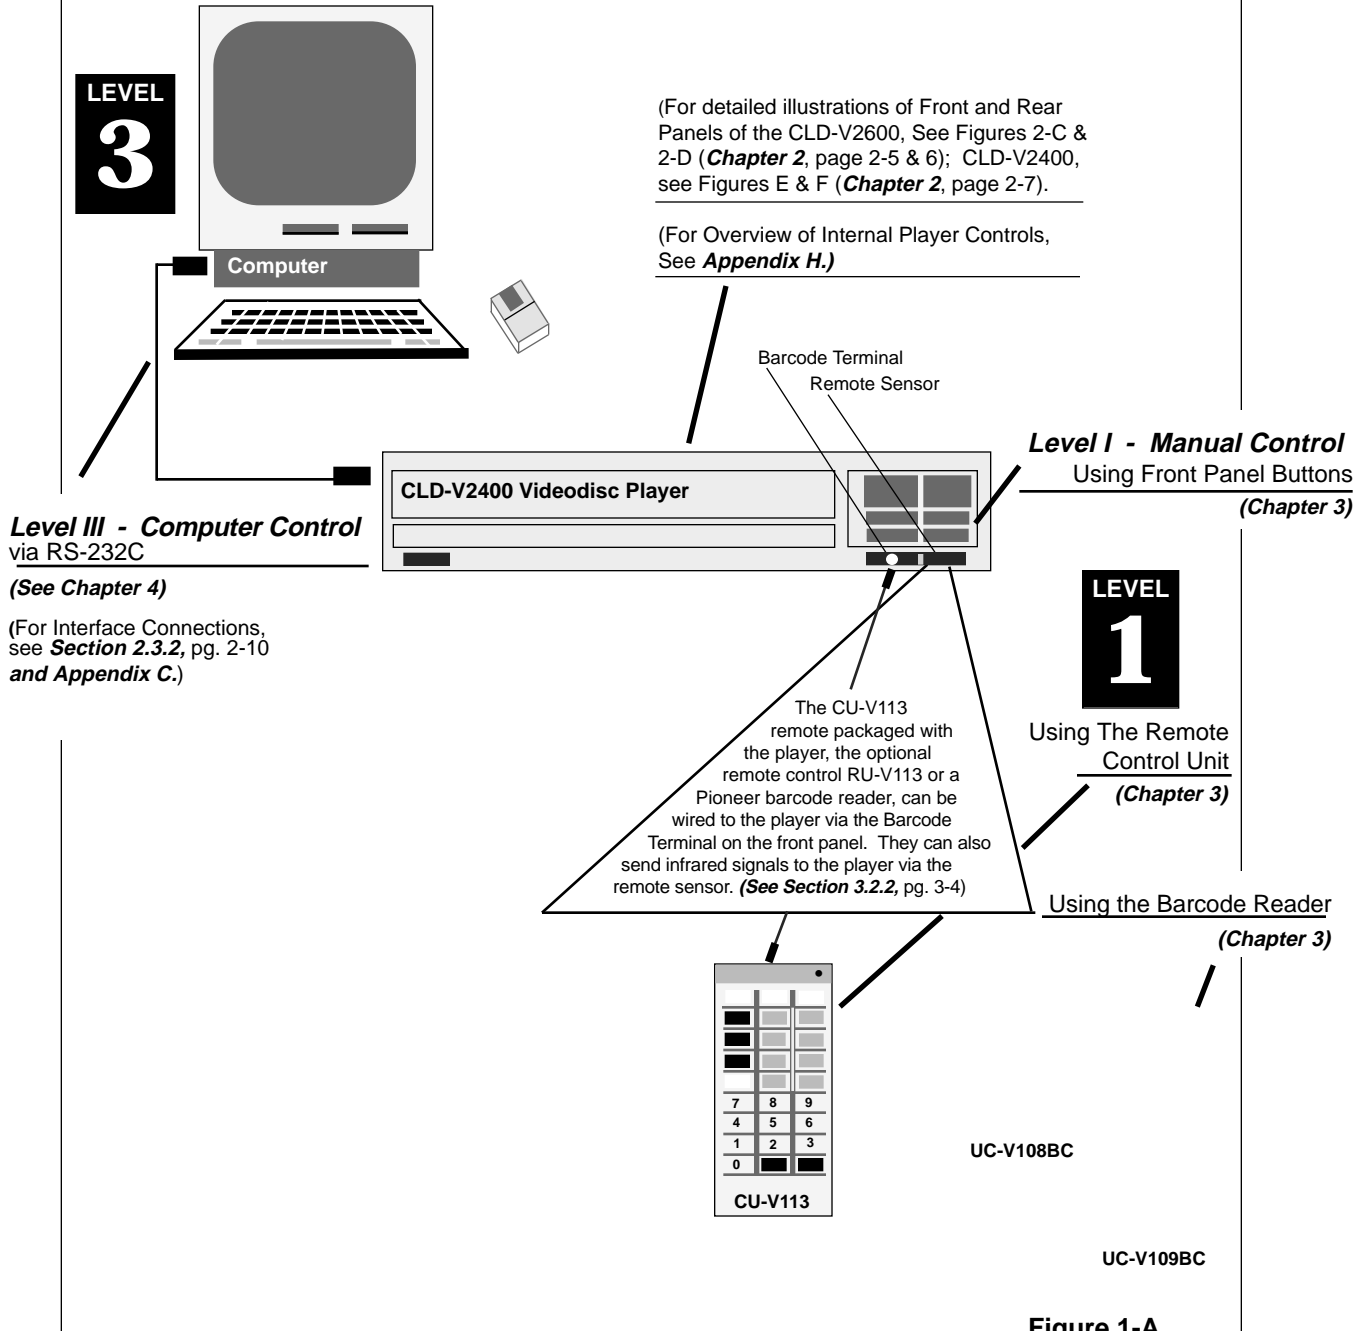 LEVEL
3
Computer
(For detailed illustrations of Front and Rear
Panels of the CLD-V2600, See Figures 2-C &
2-D (Chapter 2, page 2-5 & 6);  CLD-V2400,
see Figures E & F (Chapter 2, page 2-7).
(For Overview of Internal Player Controls,
See Appendix H.)
Barcode Terminal
Remote Sensor
Level I  -  Manual Control
Using Front Panel Buttons
(Chapter 3)
CLD-V2400 Videodisc Player
Level III  -  Computer Control
via RS-232C
(See Chapter 4)
(For Interface Connections,
see Section 2.3.2, pg. 2-10
and Appendix C.)
LEVEL
1
Using The Remote
Control Unit
(Chapter 3)
The CU-V113
remote packaged with
the player, the optional
remote control RU-V113 or a
Pioneer barcode reader, can be
wired to the player via the Barcode
Terminal on the front panel.  They can also
send infrared signals to the player via the
remote sensor. (See Section 3.2.2, pg. 3-4)
Using the Barcode Reader
(Chapter 3)
7 8 9
4 5 6
1 2 3
0
CU-V113
UC-V108BC
UC-V109BC
Figure 1-A